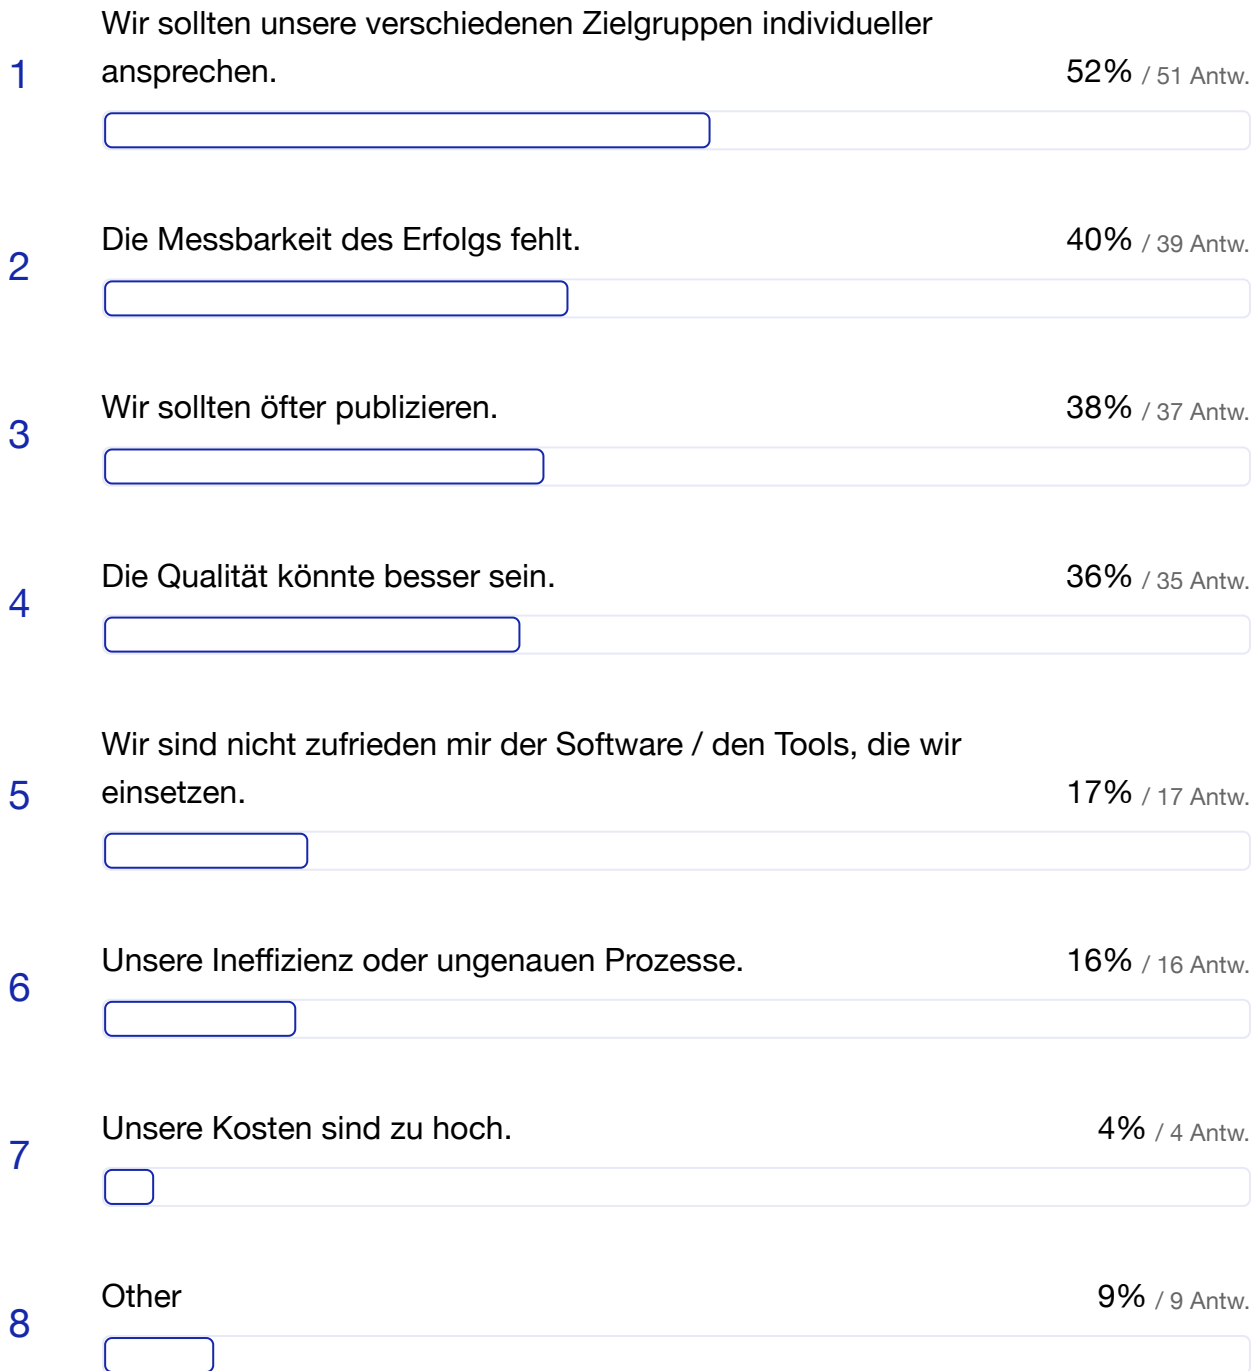 Wir sollten unsere verschiedenen Zielgruppen individueller
1 ansprechen. 52% / 51 Antw.
2 Die Messbarkeit des Erfolgs fehlt. 40% / 39 Antw.
3 Wir sollten öfter publizieren. 38% / 37 Antw.
4 Die Qualität könnte besser sein. 36% / 35 Antw.
Wir sind nicht zufrieden mir der Software / den Tools, die wir
5 einsetzen. 17% / 17 Antw.
6 Unsere Ineffizienz oder ungenauen Prozesse. 16% / 16 Antw.
7 Unsere Kosten sind zu hoch. 4% / 4 Antw.
8 Other 9% / 9 Antw.